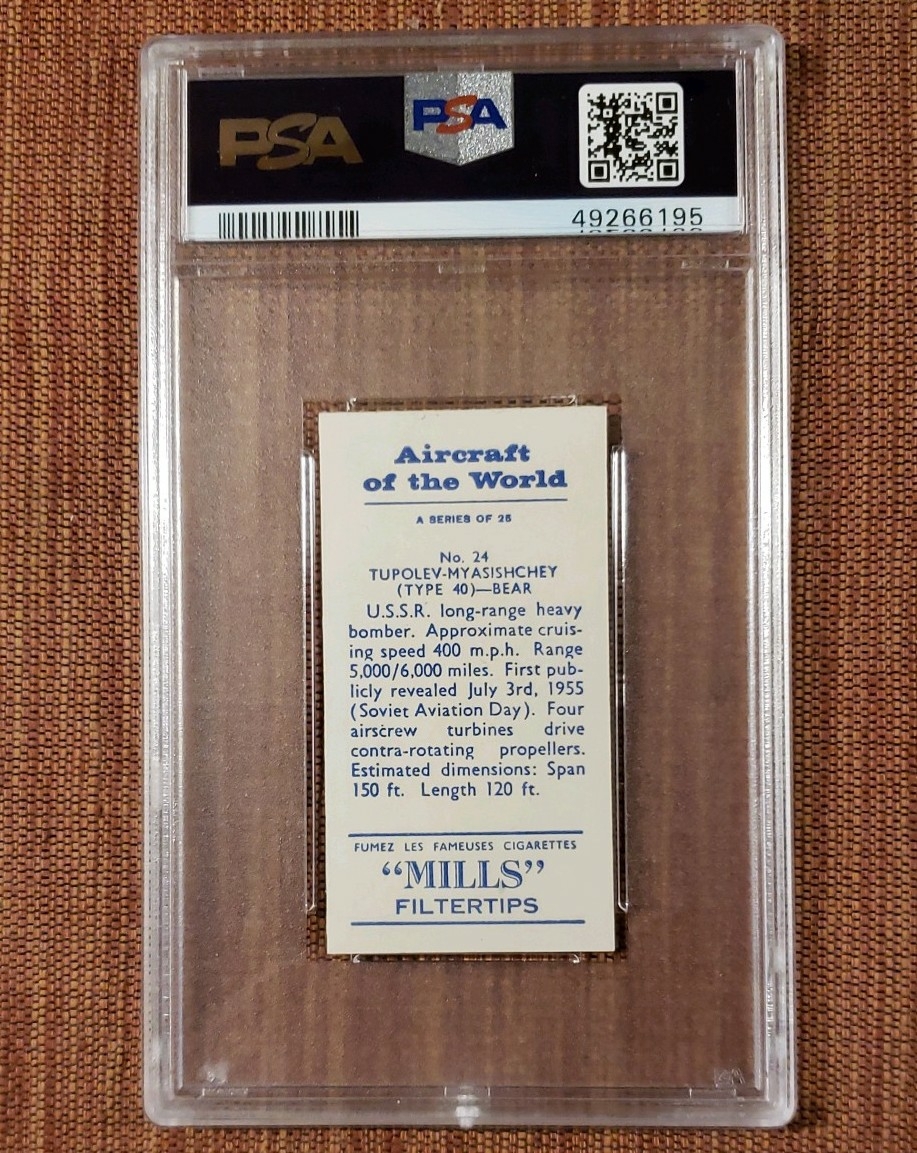 PSA
PSA
49266195
Aircraft
of the World
A SERIES OF 25
No. 24
TUPOLEV-MYASISHCHEY
(TYPE 40)—BEAR
U.S.S.R. long-range heavy
bomber. Approximate cruis-
ing speed 400 m.p.h. Range
5,000/6,000 miles. First pub-
licly revealed July 3rd, 1955
(Soviet Aviation Day). Four
airscrew turbines drive
contra-rotating propellers.
Estimated dimensions: Span
150 ft. Length 120 ft.
FUMEZ LES FAMEUSES CIGARETTES
“MILLS”
FILTERTIPS